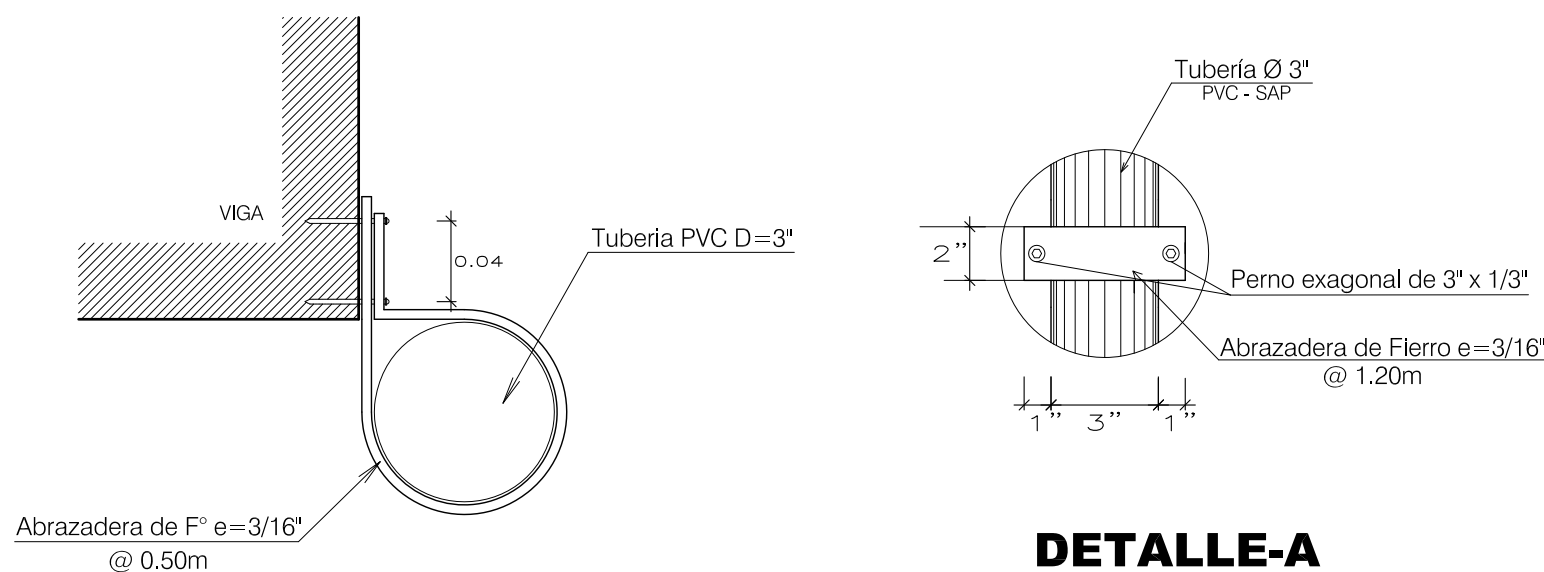 VIGA
0.04
Tuberia PVC D=3"
Abrazadera de F° e=3/16"
@ 0.50m
Tubería Ø 3"
PVC - SAP
2"
Perno exagonal de 3" x 1/3"
Abrazadera de Fierro e=3/16"
@ 1.20m
1" 3" 1"
DETALLE-A